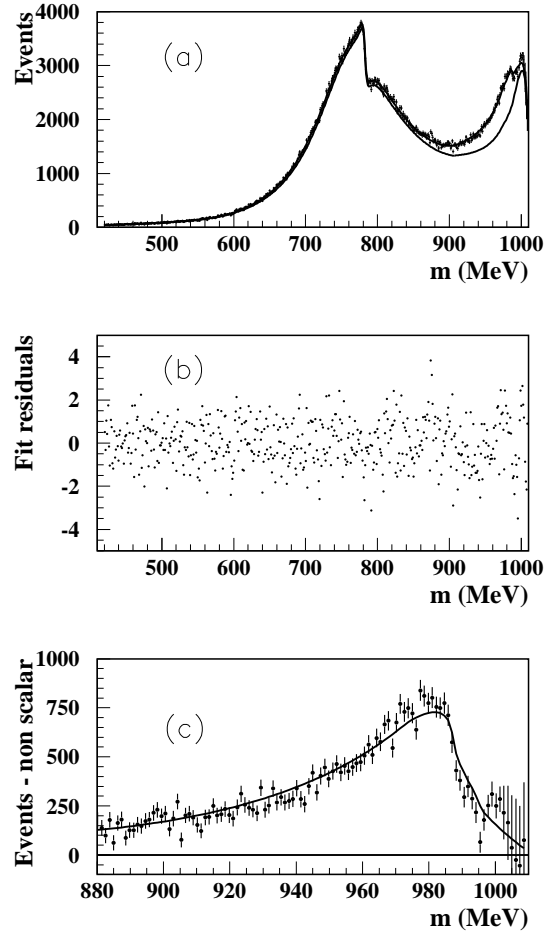 Events
4000
3000
2000
1000
0
(a)
500 600 700 800 900 1000
m (MeV)
Fit residuals
4
2
0
-2
-4
(b)
500 600 700 800 900 1000
m (MeV)
Events - non scalar
1000
750
500
250
0
(c)
880 900 920 940 960 980 1000
m (MeV)